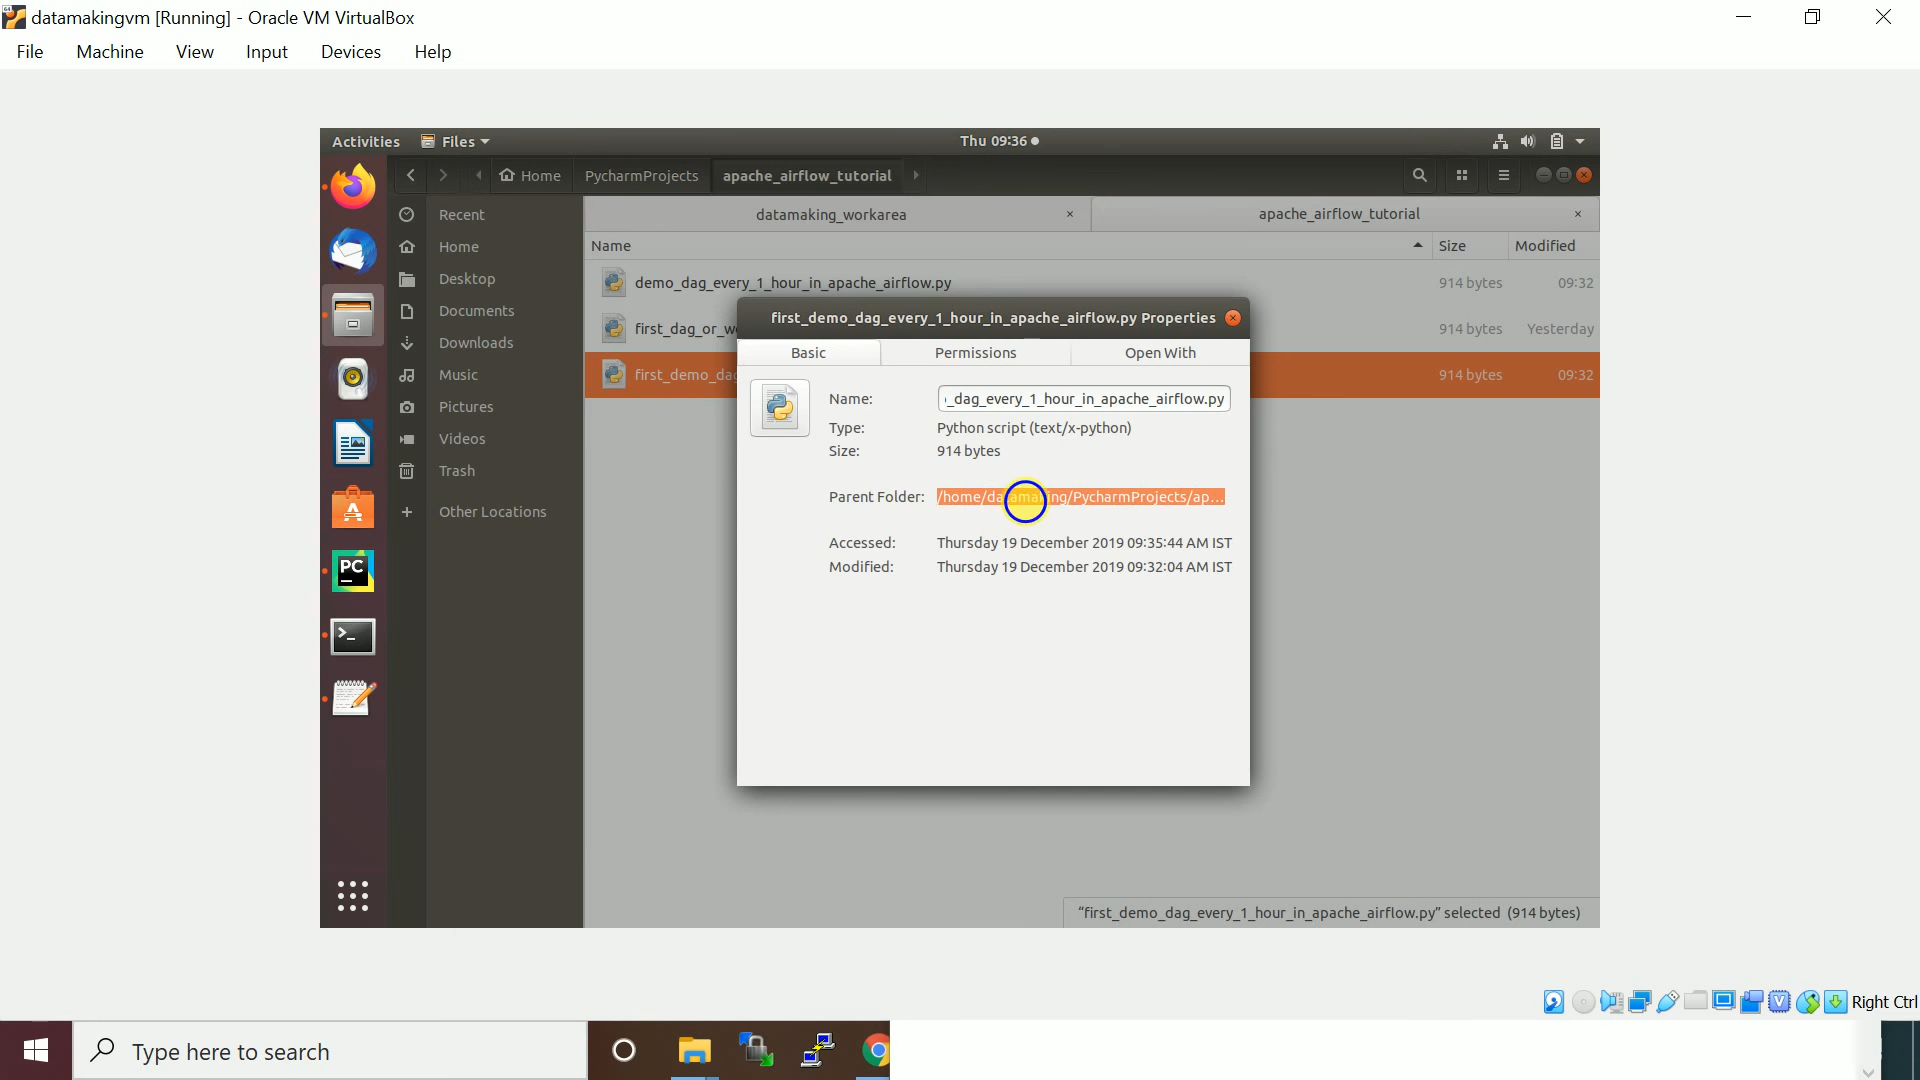 datamakingvm [Running] - Oracle VM VirtualBox
File Machine View Input Devices Help
Activities Files Thu 09:36
Home PycharmProjects apache_airflow_tutorial
Recent
Home
Desktop
Documents
Downloads
Music
Pictures
Videos
Trash
+ Other Locations
datamaking_workarea × apache_airflow_tutorial ×
Name Size Modified
demo_dag_every_1_hour_in_apache_airflow.py 914 bytes 09:32
first_dag_or_w 914 bytes Yesterday
first_demo_dag 914 bytes 09:32
first_demo_dag_every_1_hour_in_apache_airflow.py Properties
Basic Permissions Open With
Name: _dag_every_1_hour_in_apache_airflow.py
Type: Python script (text/x-python)
Size: 914 bytes
Parent Folder: /home/datamaking/PycharmProjects/ap...
Accessed: Thursday 19 December 2019 09:35:44 AM IST
Modified: Thursday 19 December 2019 09:32:04 AM IST
PC
"first_demo_dag_every_1_hour_in_apache_airflow.py" selected (914 bytes)
Right Ctrl
Type here to search